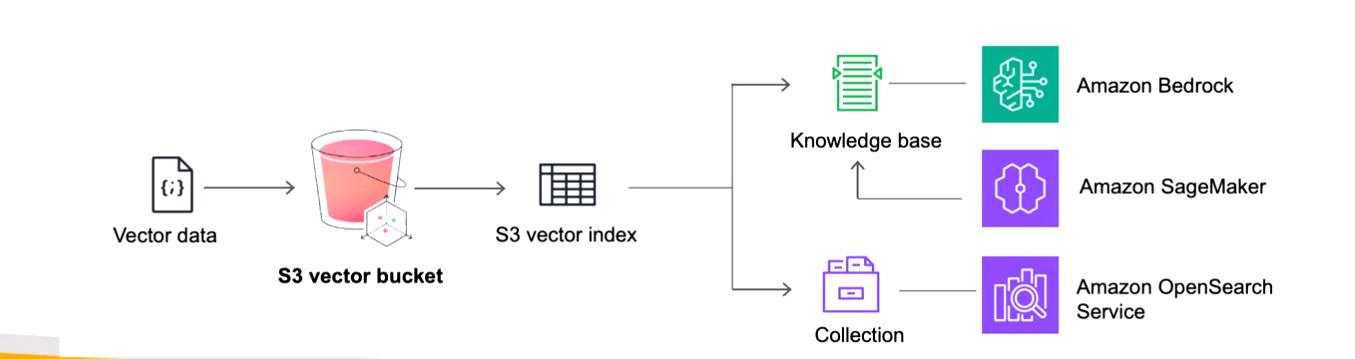 {;}
Vector data
S3 vector bucket
S3 vector index
Knowledge base
Amazon Bedrock
Amazon SageMaker
Collection
Amazon OpenSearch
Service